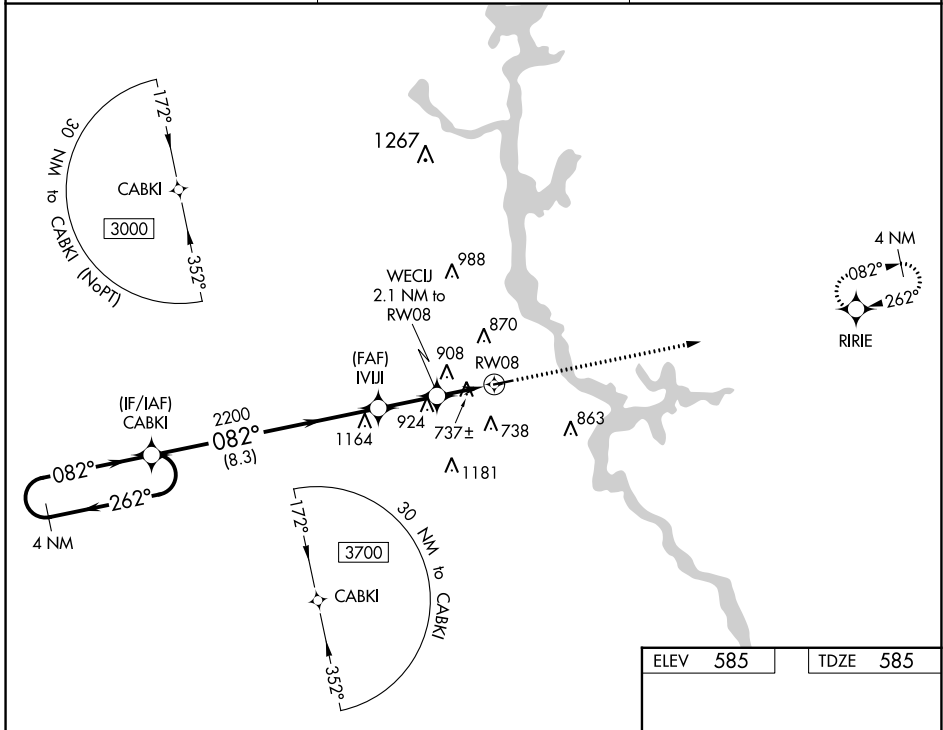 172°
30 NM to CABKI (NoPT)
CABKI
3000
352°
1267
4 NM
082°
262°
RIRIE
988
WECIJ
2.1 NM to
RW08
870
(FAF)
IVIJI
908
RW08
(IF/IAF)
CABKI
2200
082°
(8.3)
1164
924
737±
738
863
1181
082°
262°
4 NM
172°
30 NM to CABKI
3700
CABKI
352°
ELEV 585
TDZE 585